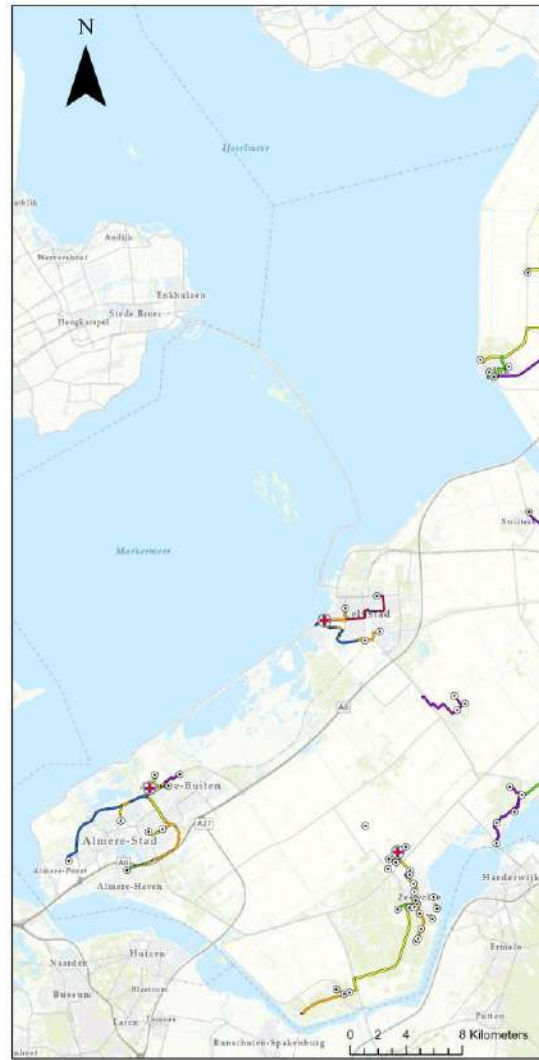 N
IJsselmeer
Andijk
Wervershoof
Enkhuizen
Stede Broec
Hoogkarspel
Markermeer
Lelystad
A6
Almere-Buiten
A27
Almere-Stad
Almere-Poort
A6
Almere-Haven
Harderwijk
Huizen
Naarden
Ermelo
Bussum
Blaricum
Laren
Putten
Bunschoten-Spakenburg
0 2 4 8 Kilometers